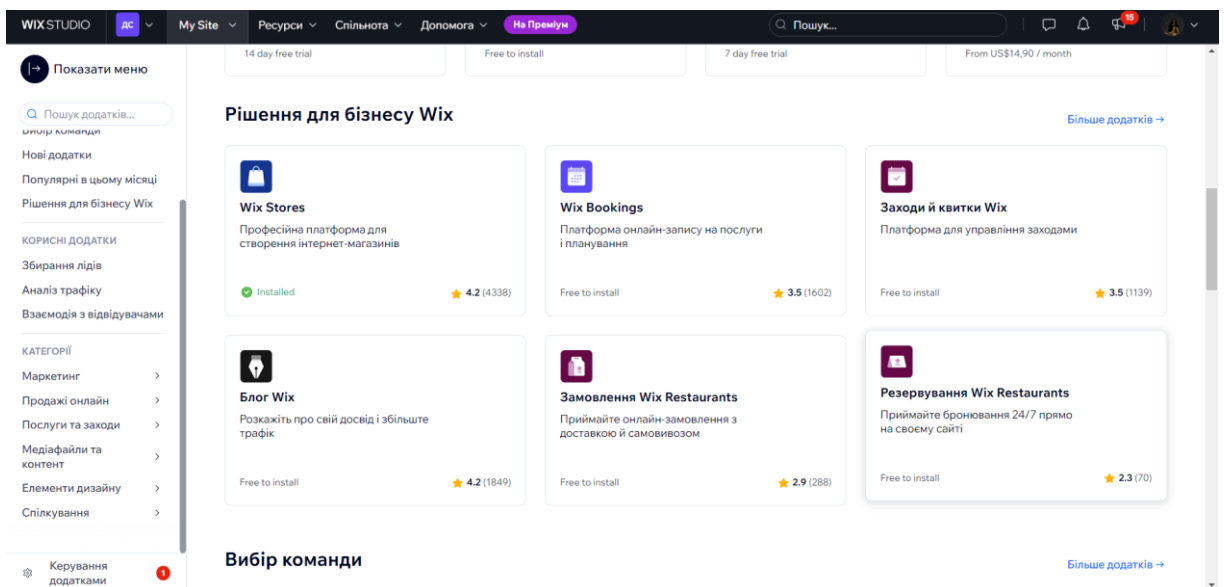 WIX STUDIO ДС My Site Ресурси Спільнота Допомога На Преміум Пошук... 15
Показати меню
Пошук додатків...
Вибір команди
Нові додатки
Популярні в цьому місяці
Рішення для бізнесу Wix
КОРИСНІ ДОДАТКИ
Збирання лідів
Аналіз трафіку
Взаємодія з відвідувачами
КАТЕГОРІЇ
Маркетинг
Продажі онлайн
Послуги та заходи
Медіафайли та
контент
Елементи дизайну
Спілкування
Керування
додатками
1
14 day free trial
Free to install
7 day free trial
From US$14,90 / month
Рішення для бізнесу Wix
Більше додатків →
Wix Stores
Професійна платформа для
створення інтернет-магазинів
Installed
4.2 (4338)
Wix Bookings
Платформа онлайн-запису на послуги
і планування
Free to install
3.5 (1602)
Заходи й квитки Wix
Платформа для управління заходами
Free to install
3.5 (1139)
Блог Wix
Розкажіть про свій досвід і збільште
трафік
Free to install
4.2 (1849)
Замовлення Wix Restaurants
Приймайте онлайн-замовлення з
доставкою й самовивозом
Free to install
2.9 (288)
Резервування Wix Restaurants
Приймайте бронювання 24/7 прямо
на своєму сайті
Free to install
2.3 (70)
Вибір команди
Більше додатків →